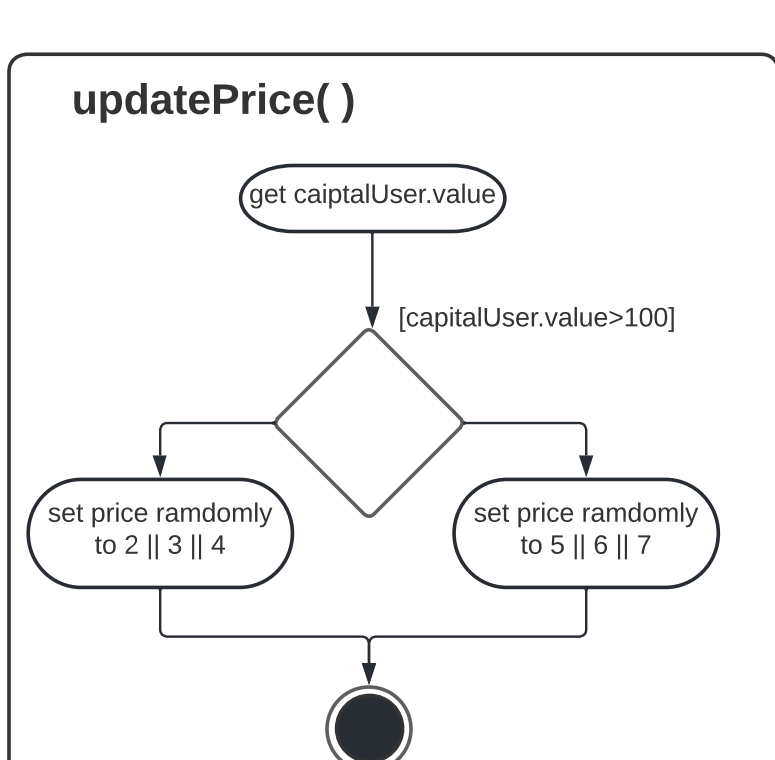 updatePrice( )
get caiptalUser.value
[capitalUser.value>100]
set price ramdomly
to 2 || 3 || 4
set price ramdomly
to 5 || 6 || 7